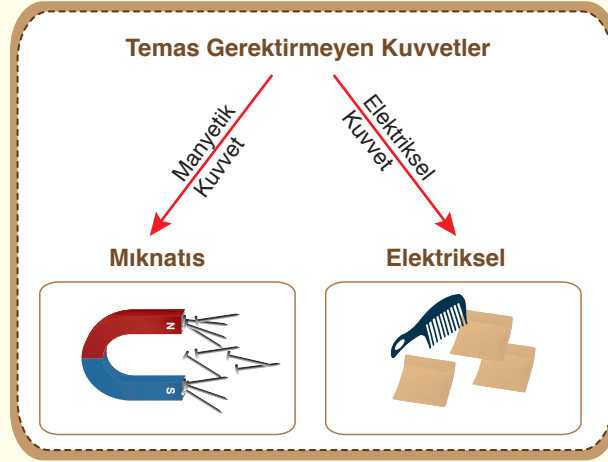 Temas Gerektirmeyen Kuvvetler
Manyetik
Kuvvet
Elektriksel
Kuvvet
Mıknatıs
Elektriksel
N
S